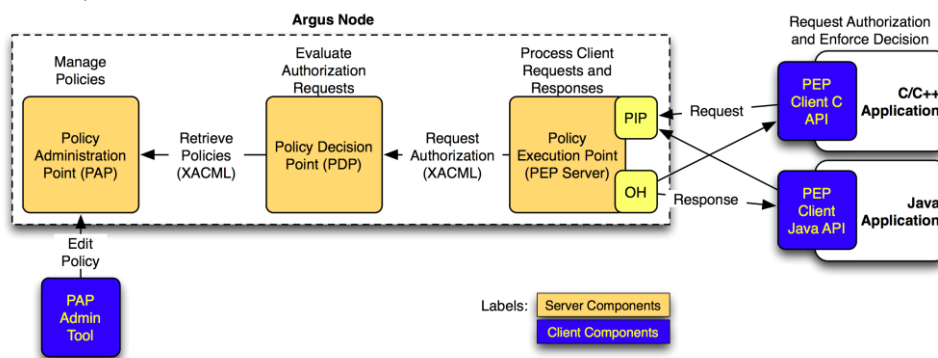 Argus Node
Request Authorization
and Enforce Decision
Manage
Policies
Evaluate
Authorization
Requests
Process Client
Requests and
Responses
Policy
Administration
Point (PAP)
Retrieve
Policies
(XACML)
Policy Decision
Point (PDP)
Request
Authorization
(XACML)
Policy
Execution Point
(PEP Server)
PIP
OH
Request
Response
PEP
Client C
API
C/C++
Application
PEP
Client
Java API
Java
Application
Edit
Policy
PAP
Admin
Tool
Labels:
Server Components
Client Components